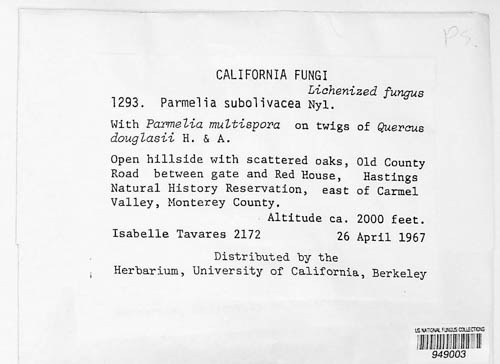 Ps.
CALIFORNIA FUNGI
Lichenized fungus
1293. Parmelia subolivacea Nyl.
With Parmelia multispora on twigs of Quercus
douglasii H. & A.
Open hillside with scattered oaks, Old County
Road between gate and Red House, Hastings
Natural History Reservation, east of Carmel
Valley, Monterey County.
Altitude ca. 2000 feet.
Isabelle Tavares 2172 26 April 1967
Distributed by the
Herbarium, University of California, Berkeley
US NATIONAL FUNGUS COLLECTIONS
949003